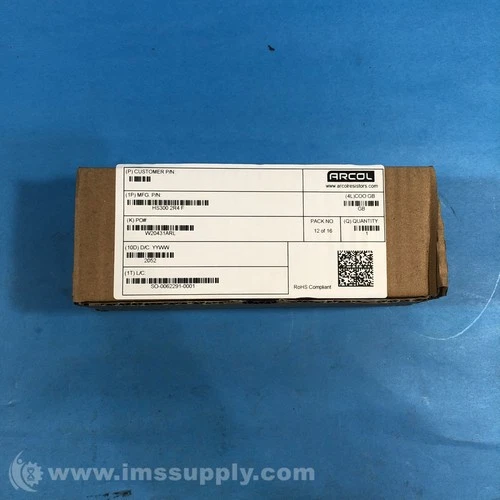 (P) CUSTOMER P/N
ARCOL
www.arcolresistors.com
(1P) MFG. P/N
(4L)COO GB
HS300 2R4 F
GB
(K) PO#
PACK NO
(Q) QUANTITY
W20431ARL
12 of 16
1
(10D) D/C. YYWW
2052
(1T) L/C.
SO-0062291-0001
RoHS Compliant
www.imssupply.com